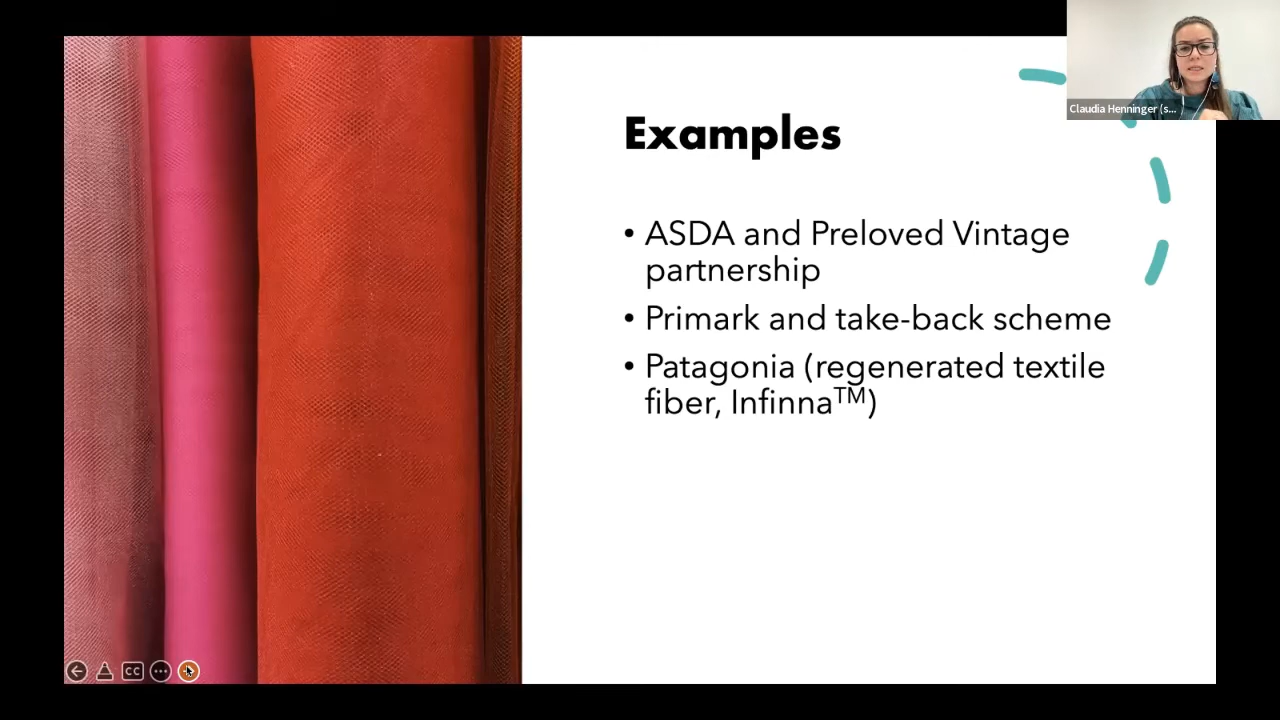 Claudia Henninger (s...
Examples
• ASDA and Preloved Vintage
partnership
• Primark and take-back scheme
• Patagonia (regenerated textile
fiber, Infinna™)
CC